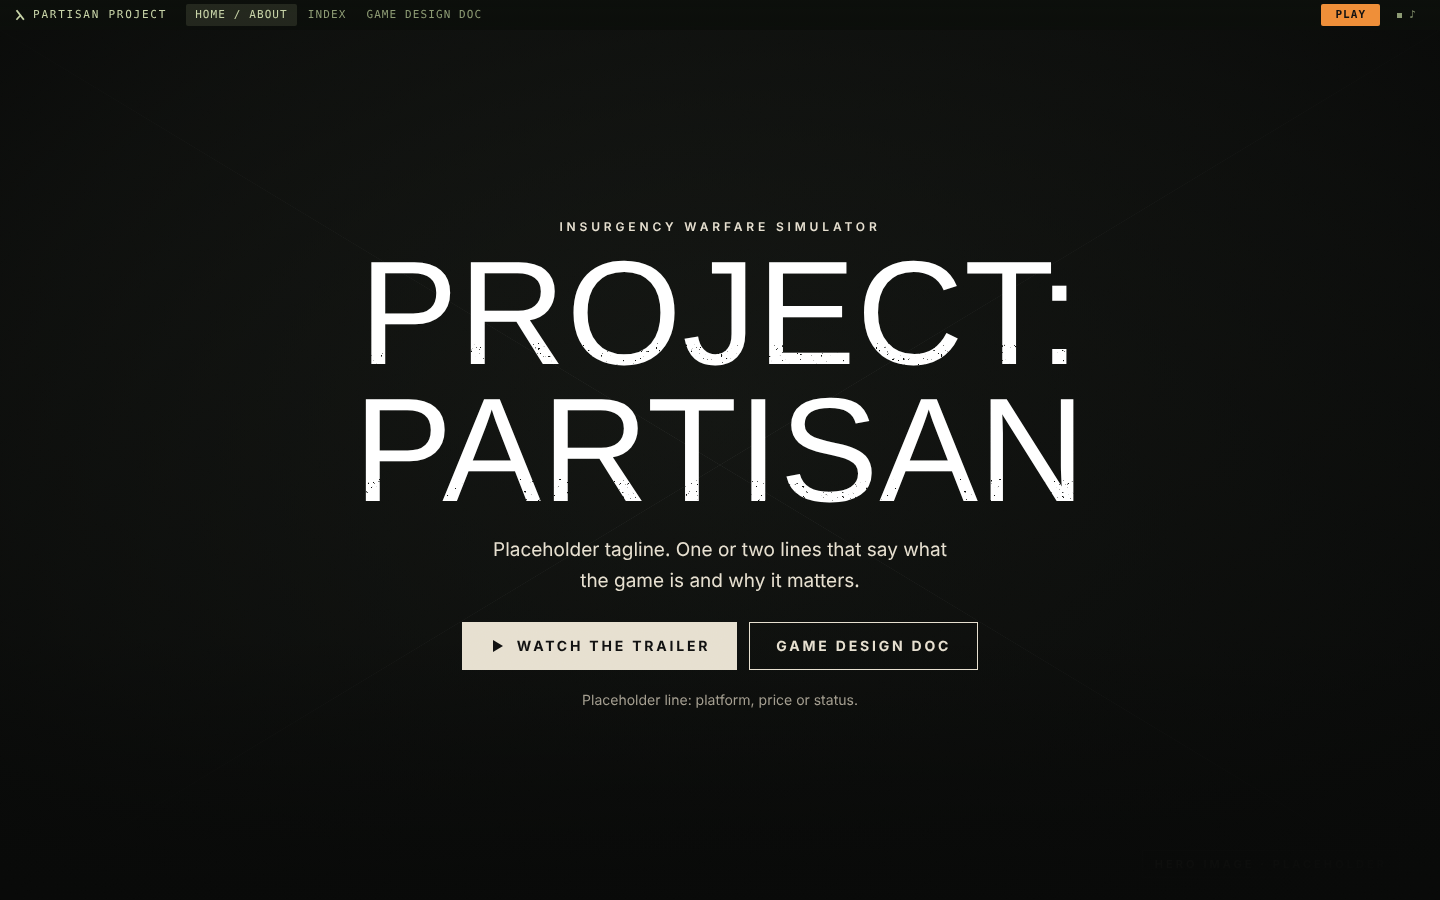 PARTISAN PROJECT
HOME / ABOUT
INDEX
GAME DESIGN DOC
PLAY
INSURGENCY WARFARE SIMULATOR
PROJECT:
PARTISAN
Placeholder tagline. One or two lines that say what
the game is and why it matters.
WATCH THE TRAILER
GAME DESIGN DOC
Placeholder line: platform, price or status.